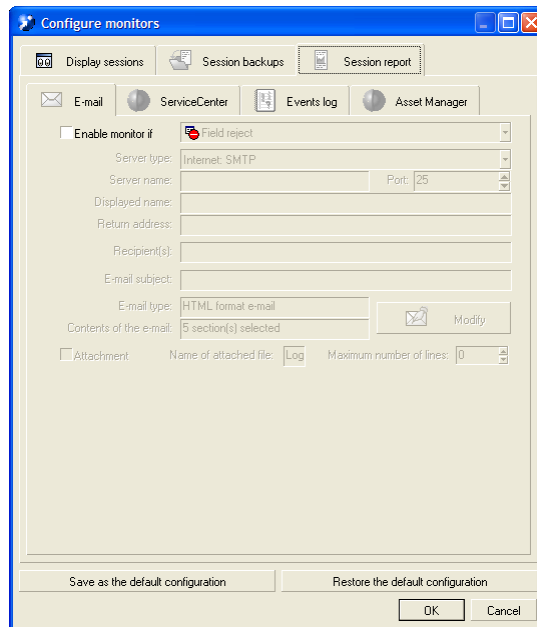 Configure monitors
Display sessions
Session backups
Session report
E-mail
ServiceCenter
Events log
Asset Manager
Enable monitor if
Field reject
Server type: Internet: SMTP
Server name:
Port: 25
Displayed name:
Return address:
Recipient(s):
E-mail subject:
E-mail type: HTML format e-mail
Contents of the e-mail: 5 section(s) selected
Modify
Attachment
Name of attached file: Log
Maximum number of lines: 0
Save as the default configuration
Restore the default configuration
OK
Cancel